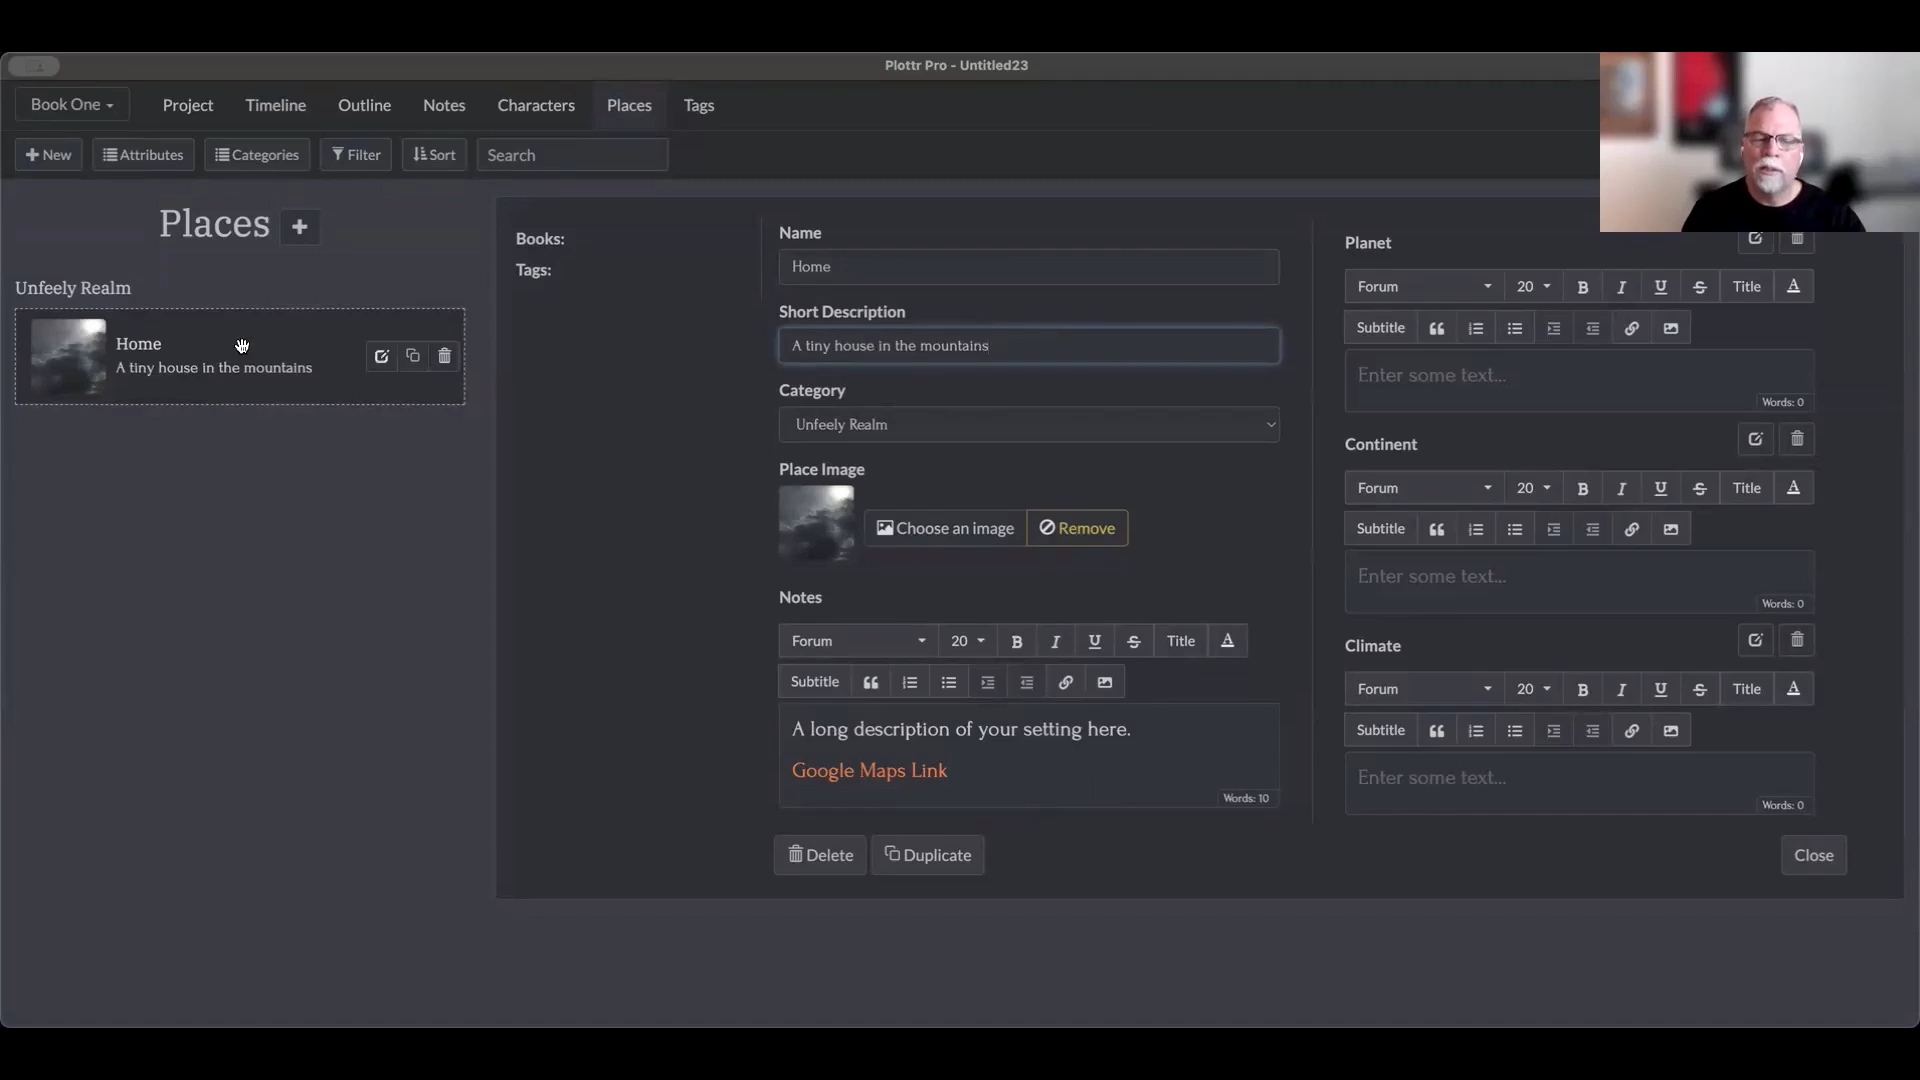 Plottr Pro - Untitled23
Book One
Project
Timeline
Outline
Notes
Characters
Places
Tags
New
Attributes
Categories
Filter
Sort
Search
Places
Unfeely Realm
Home
A tiny house in the mountains
Books:
Tags:
Name
Home
Short Description
A tiny house in the mountains
Category
Unfeely Realm
Place Image
Choose an image
Remove
Notes
Forum 20 B I U S Title A
Subtitle
A long description of your setting here.
Google Maps Link
Words: 10
Delete
Duplicate
Planet
Forum 20 B I U S Title A
Subtitle
Enter some text...
Words: 0
Continent
Forum 20 B I U S Title A
Subtitle
Enter some text...
Words: 0
Climate
Forum 20 B I U S Title A
Subtitle
Enter some text...
Words: 0
Close